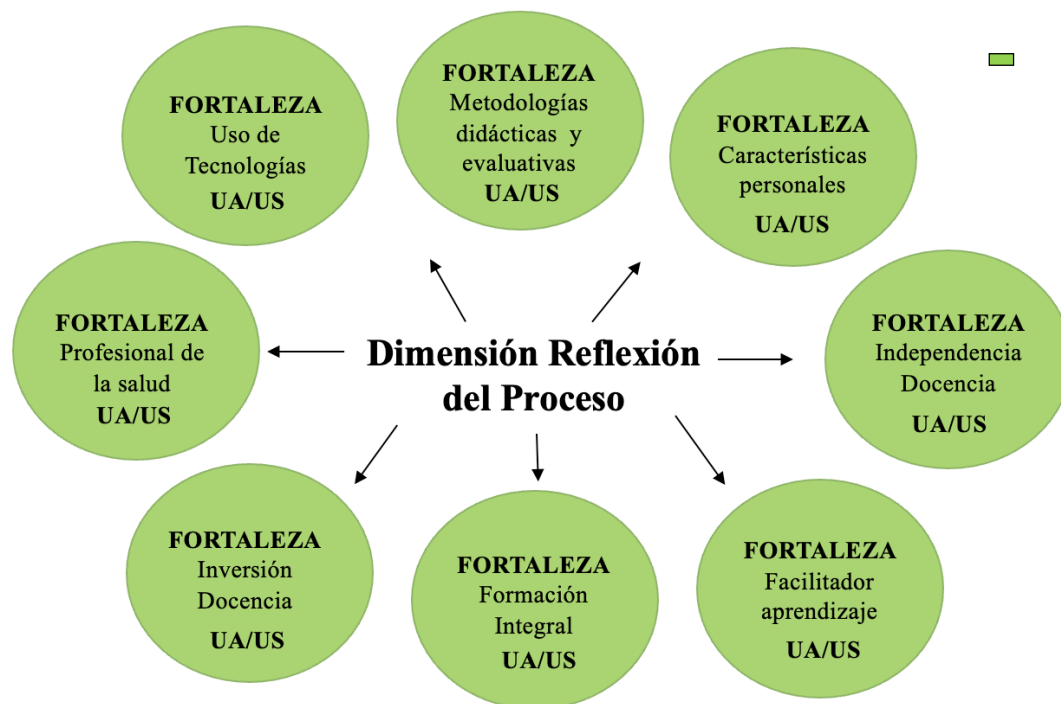 FORTALEZA
Uso de
Tecnologías
UA/US
FORTALEZA
Metodologías
didácticas y
evaluativas
UA/US
FORTALEZA
Características
personales
UA/US
FORTALEZA
Profesional de
la salud
UA/US
Dimensión Reflexión
del Proceso
FORTALEZA
Independencia
Docencia
UA/US
FORTALEZA
Inversión
Docencia
UA/US
FORTALEZA
Formación
Integral
UA/US
FORTALEZA
Facilitador
aprendizaje
UA/US